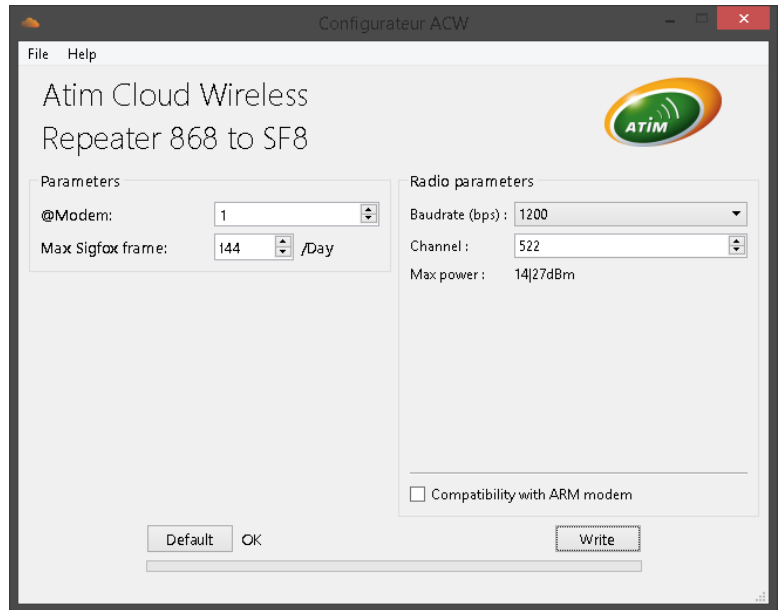 Configurateur ACW
File Help
Atim Cloud Wireless
Repeater 868 to SF8
ATiM
Parameters
@Modem: 1
Max Sigfox frame: 144 /Day
Radio parameters
Baudrate (bps) : 1200
Channel : 522
Max power : 14|27dBm
Compatibility with ARM modem
Default OK
Write